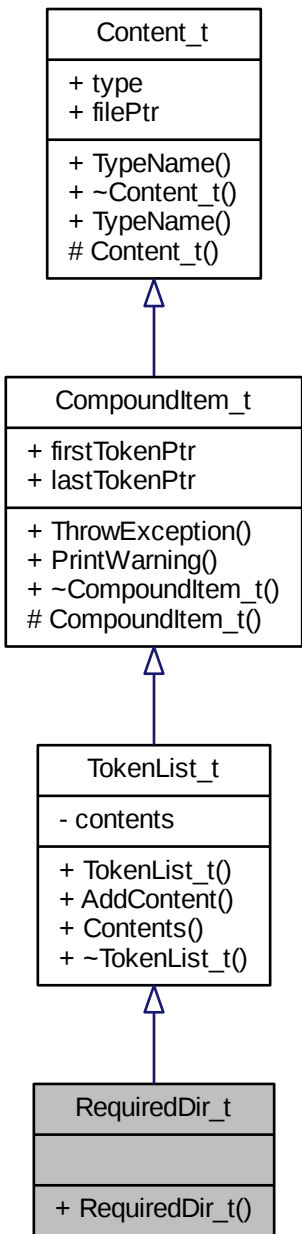 Content_t
+ type
+ filePtr
+ TypeName()
+ ~Content_t()
+ TypeName()
# Content_t()
CompoundItem_t
+ firstTokenPtr
+ lastTokenPtr
+ ThrowException()
+ PrintWarning()
+ ~CompoundItem_t()
# CompoundItem_t()
TokenList_t
- contents
+ TokenList_t()
+ AddContent()
+ Contents()
+ ~TokenList_t()
RequiredDir_t
+ RequiredDir_t()